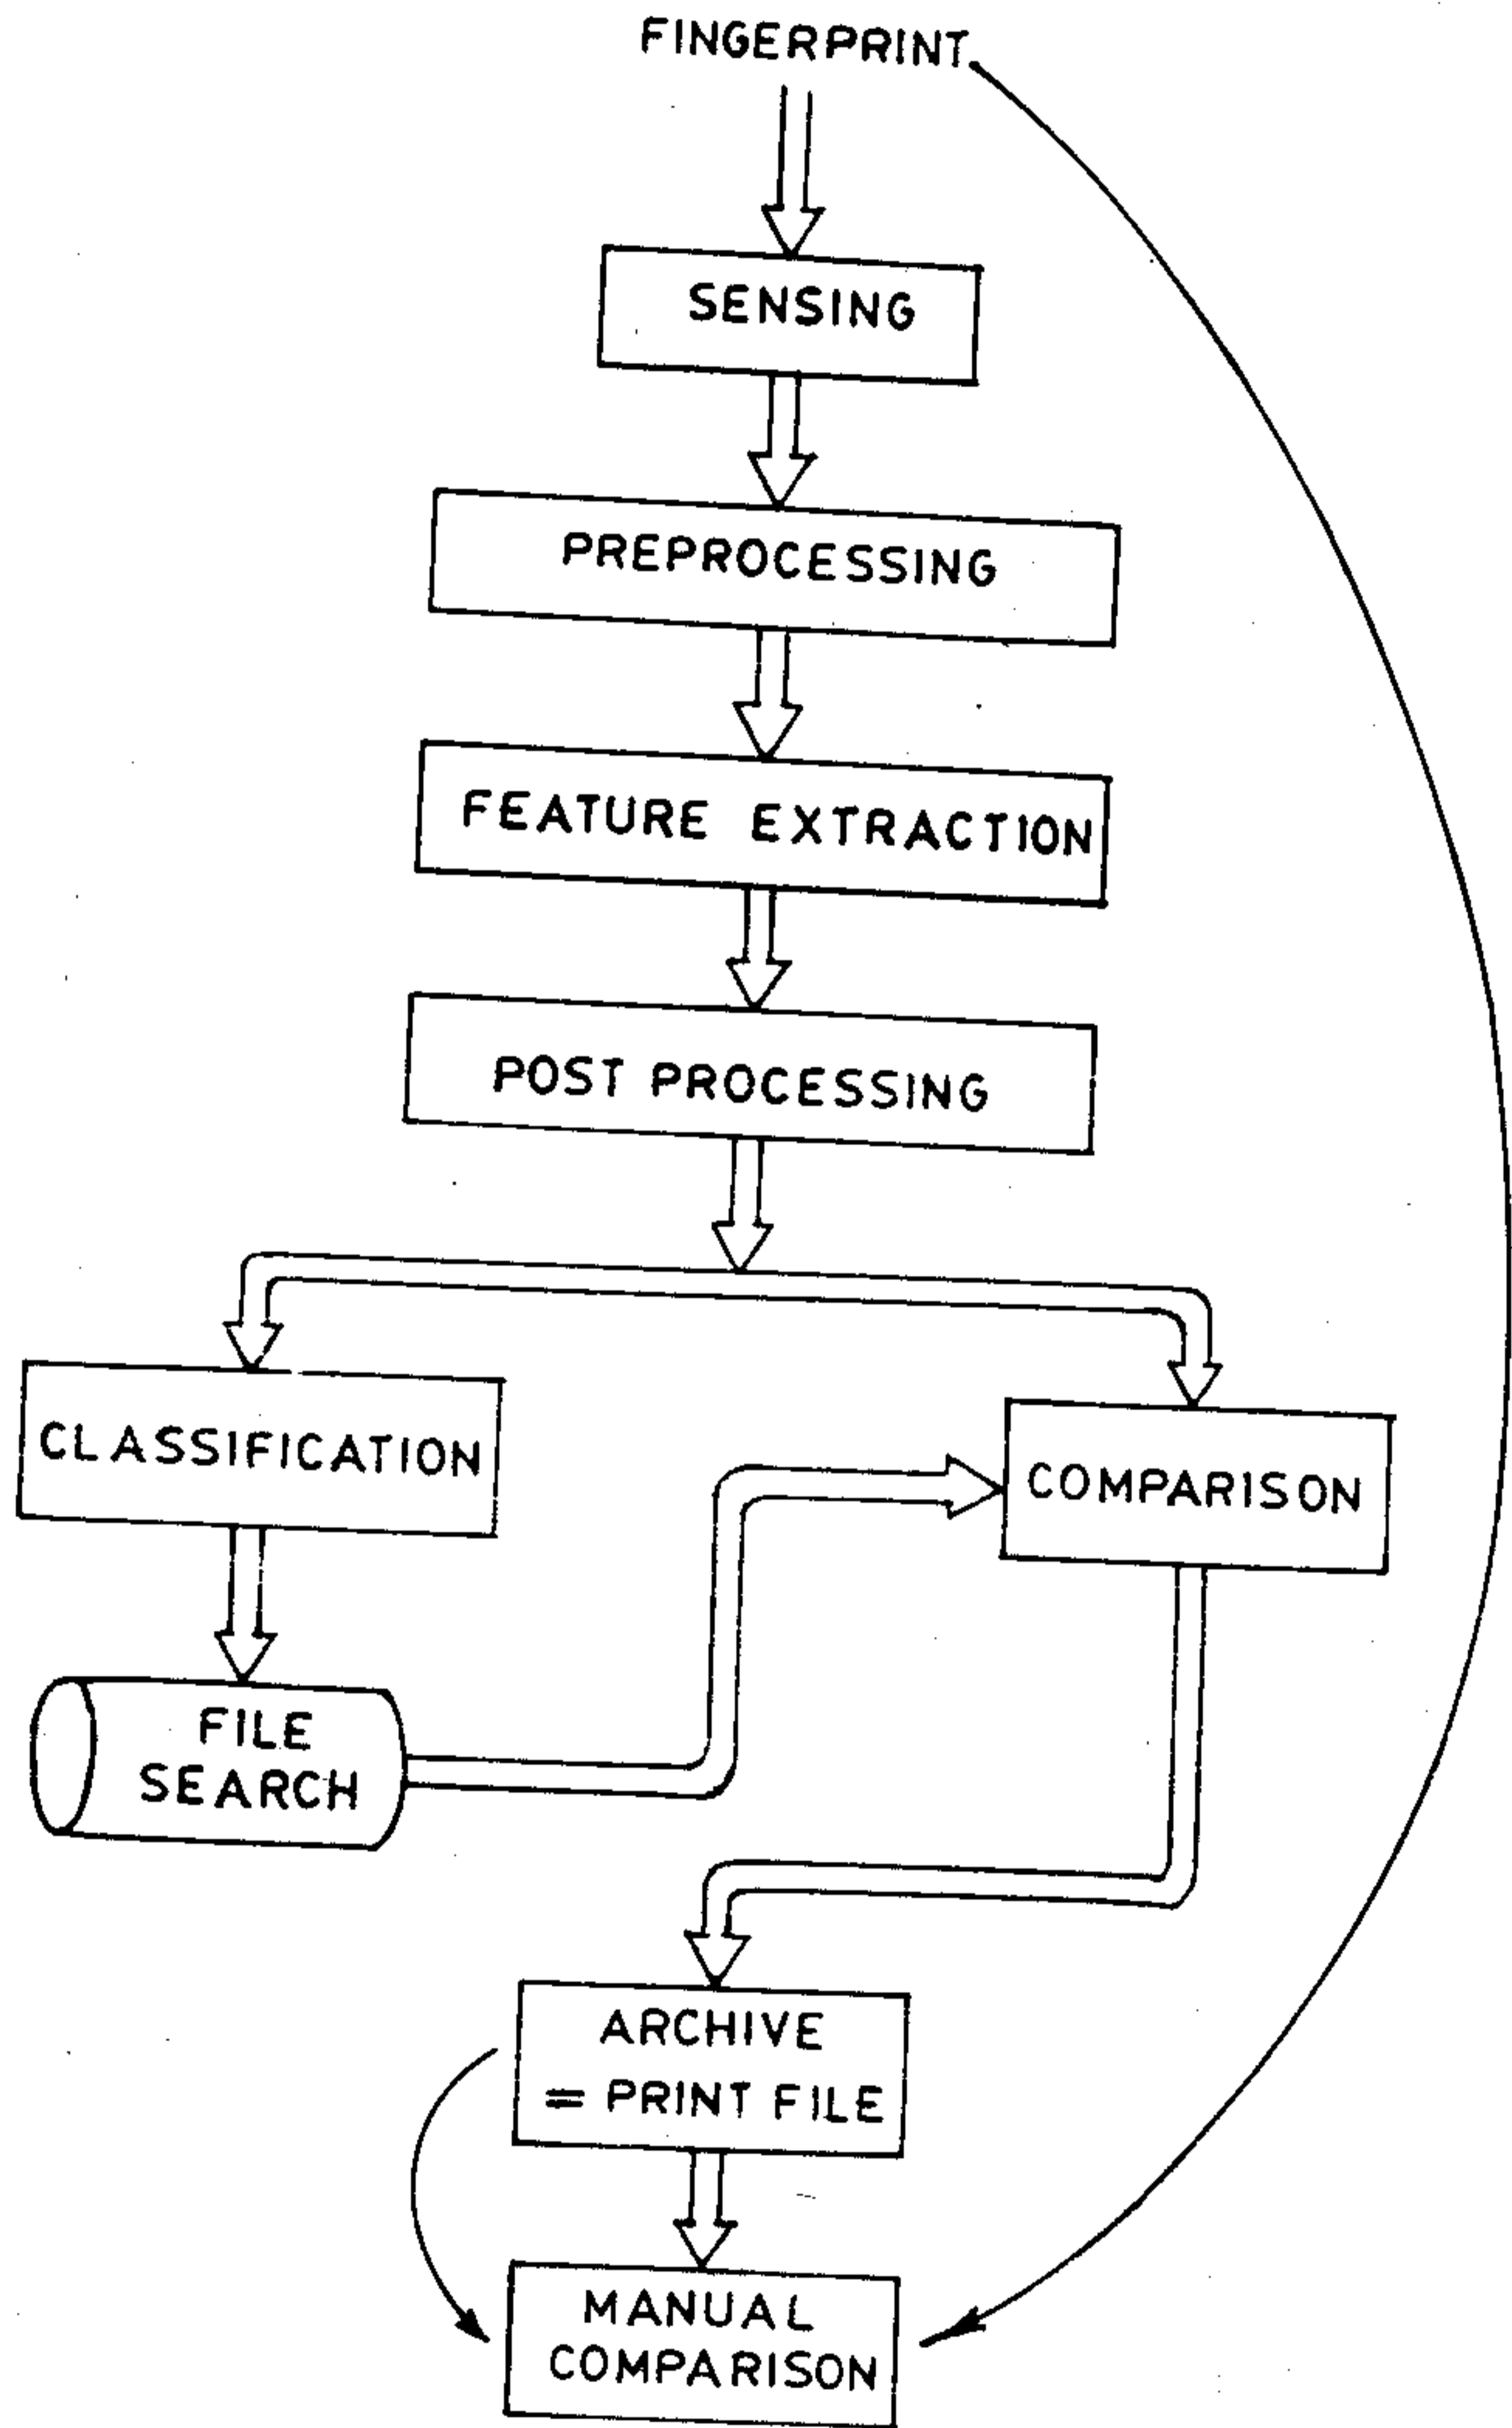 FINGERPRINT
SENSING
PREPROCESSING
FEATURE EXTRACTION
POST PROCESSING
CLASSIFICATION
COMPARISON
FILE
SEARCH
ARCHIVE
= PRINT FILE
MANUAL
COMPARISON